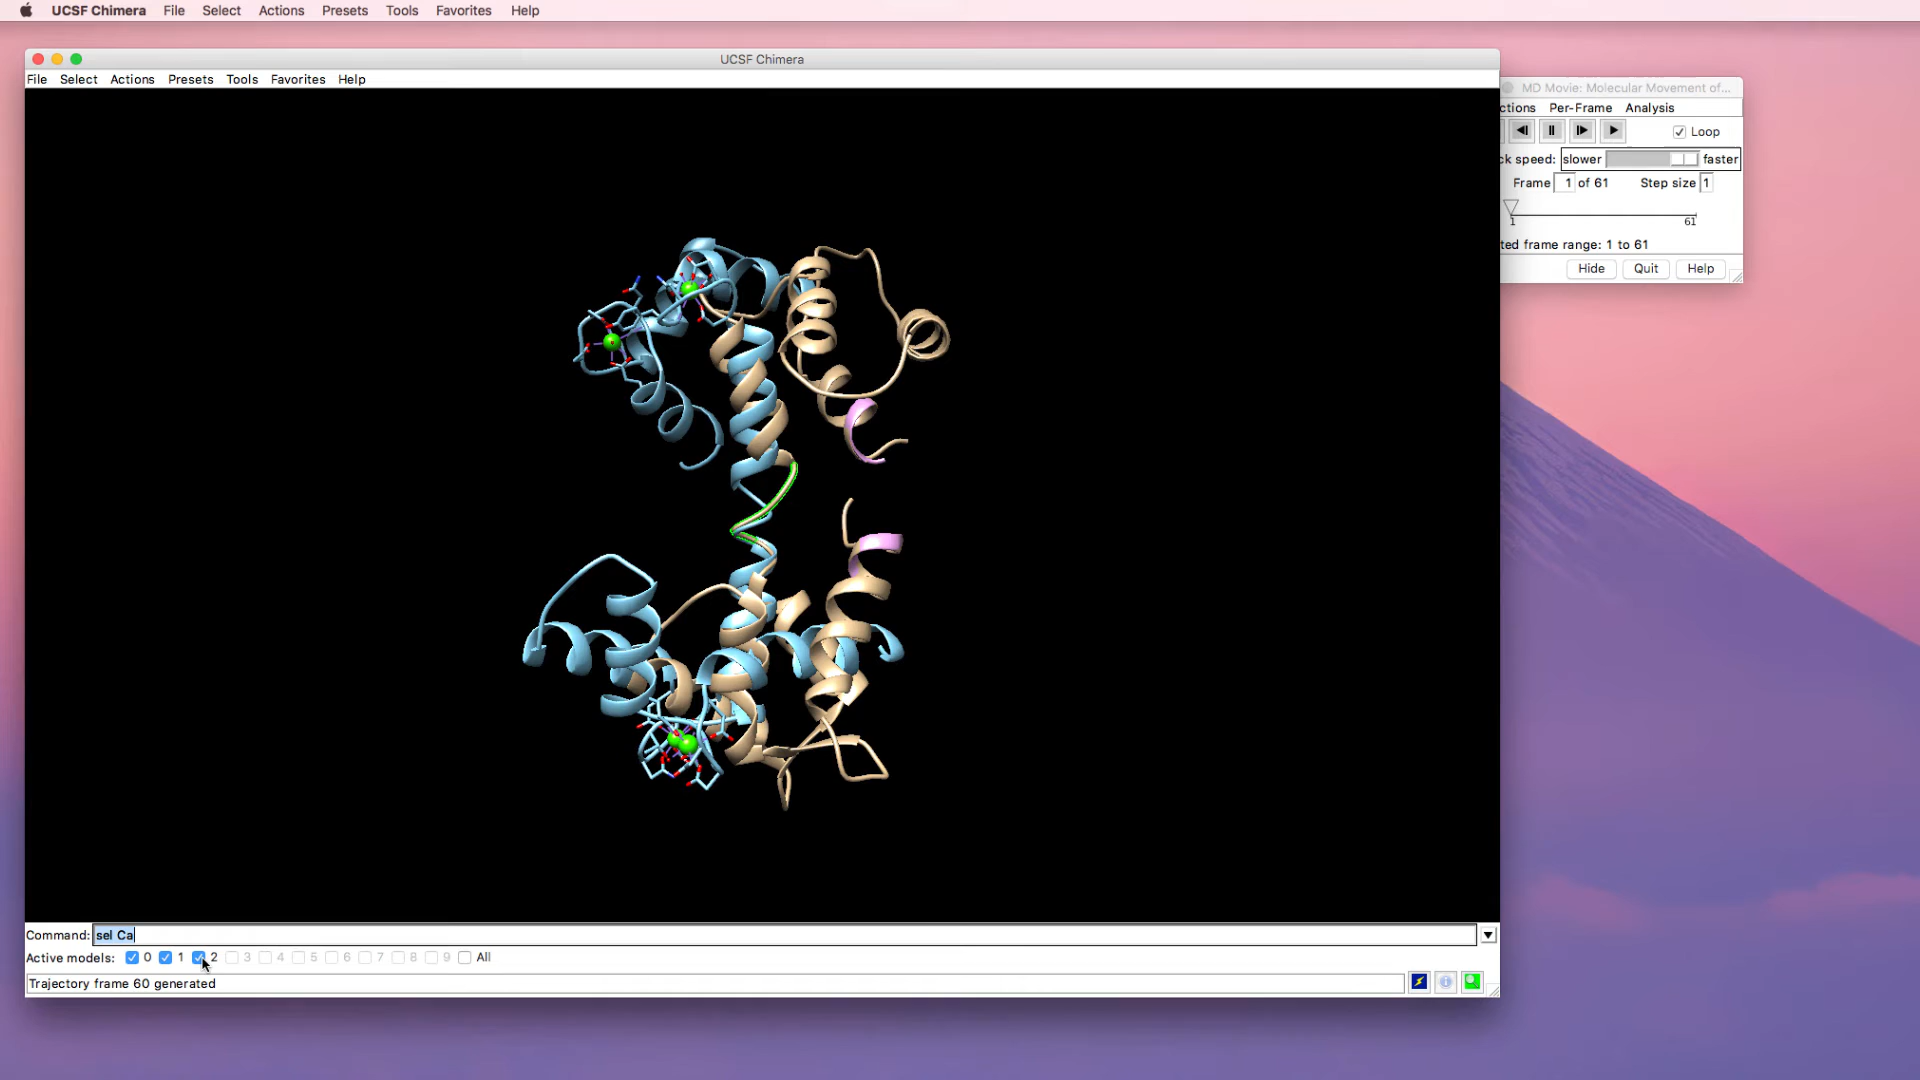 UCSF Chimera File Select Actions Presets Tools Favorites Help
UCSF Chimera
File Select Actions Presets Tools Favorites Help
MD Movie: Molecular Movement of...
ctions Per-Frame Analysis
Loop
ck speed: slower faster
Frame 1 of 61 Step size 1
1 61
ted frame range: 1 to 61
Hide Quit Help
Command: sel Ca
Active models: 0 1 2 3 4 5 6 7 8 9 All
Trajectory frame 60 generated